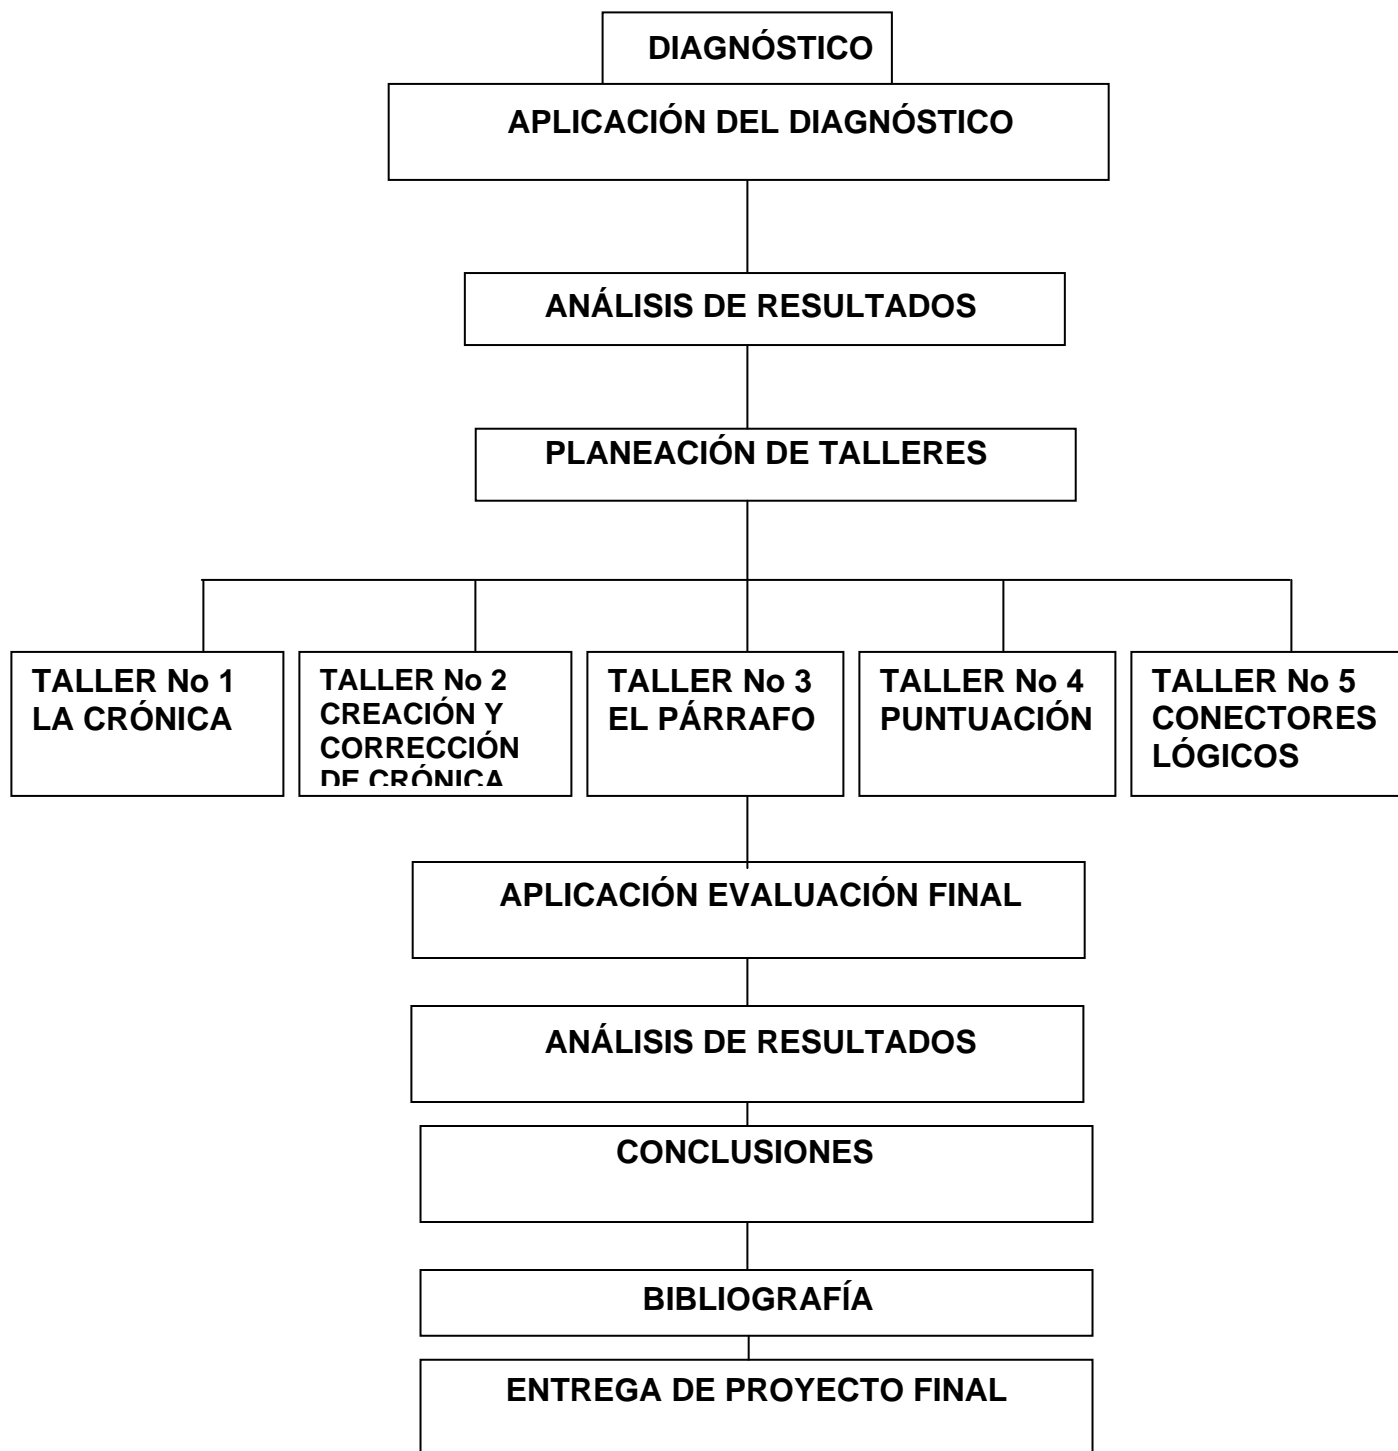 DIAGNÓSTICO
APLICACIÓN DEL DIAGNÓSTICO
ANÁLISIS DE RESULTADOS
PLANEACIÓN DE TALLERES
TALLER No 1
LA CRÓNICA
TALLER No 2
CREACIÓN Y
CORRECCIÓN
DE CRÓNICA
TALLER No 3
EL PÁRRAFO
TALLER No 4
PUNTUACIÓN
TALLER No 5
CONECTORES
LÓGICOS
APLICACIÓN EVALUACIÓN FINAL
ANÁLISIS DE RESULTADOS
CONCLUSIONES
BIBLIOGRAFÍA
ENTREGA DE PROYECTO FINAL